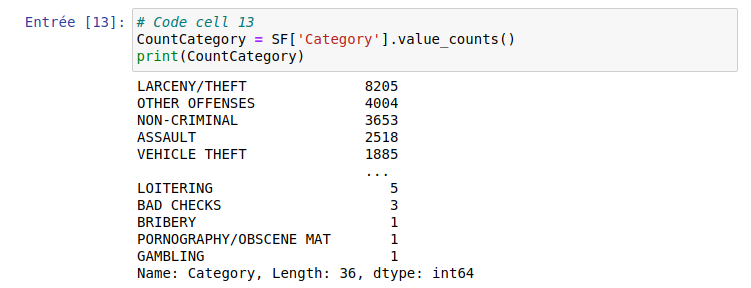 Entrée [13]: # Code cell 13
CountCategory = SF['Category'].value_counts()
print(CountCategory)
LARCENY/THEFT              8205
OTHER OFFENSES             4004
NON-CRIMINAL               3653
ASSAULT                    2518
VEHICLE THEFT              1885
                           ...
LOITERING                     5
BAD CHECKS                    3
BRIBERY                       1
PORNOGRAPHY/OBSCENE MAT       1
GAMBLING                      1
Name: Category, Length: 36, dtype: int64